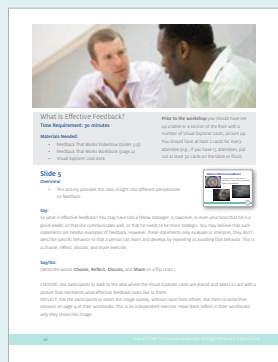 What Is Effective Feedback?
Time Requirement: 30 minutes
Materials Needed:
• Feedback That Works Slideshow (Slides 5-9)
• Feedback That Works Workbook (page 4)
• Visual Explorer card deck
Prior to the workshop you should have set
up a table or a section of the floor with a
number of Visual Explorer cards, picture up.
You should have at least 2 cards for every
attendee (e.g., if you have 15 attendees, put
out at least 30 cards on the table or floor).
Slide 5
Overview:
• This activity provides the class insight into different perspectives
on feedback.
Say:
So what is effective feedback? You may have told a fellow manager, a coworker, or even your boss that he is a
good leader, or that she communicates well, or that he needs to be more strategic. You may believe that such
statements are helpful examples of feedback. However, these statements only evaluate or interpret; they don't
describe specific behavior so that a person can learn and develop by repeating or avoiding that behavior. This is
a choose, reflect, discuss, and share exercise.
Say/Do:
(Write the words Choose, Reflect, Discuss, and Share on a flip chart.)
CHOOSE: Ask participants to walk to the area where the Visual Explorer cards are placed and select a card with a
picture that represents what effective feedback looks like to them.
REFLECT: Ask the participants to study the image quietly, without input from others. Ask them to write their
answers on page 4 of their workbooks. This is an independent exercise. Have them reflect in their workbooks
why they chose this image.